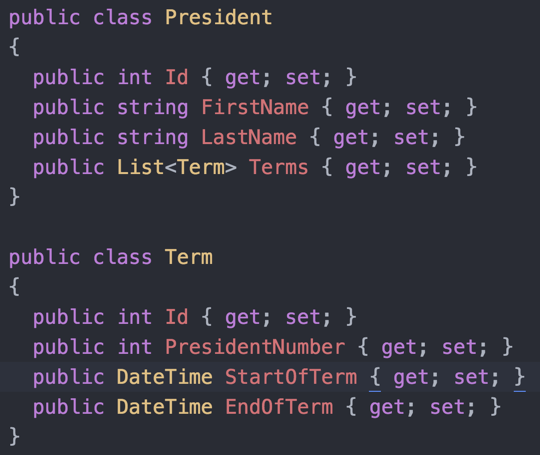 public class President
{
  public int Id { get; set; }
  public string FirstName { get; set; }
  public string LastName { get; set; }
  public List<Term> Terms { get; set; }
}

public class Term
{
  public int Id { get; set; }
  public int PresidentNumber { get; set; }
  public DateTime StartOfTerm { get; set; }
  public DateTime EndOfTerm { get; set; }
}